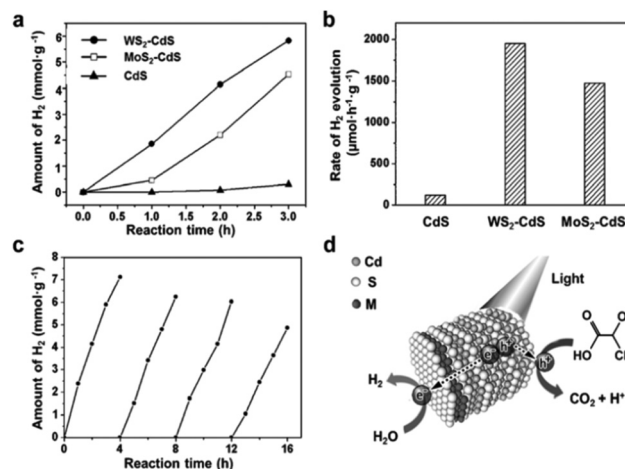 a
WS₂-CdS
MoS₂-CdS
CdS
Amount of H₂ (mmol·g⁻¹)
6
5
4
3
2
1
0
0.0 0.5 1.0 1.5 2.0 2.5 3.0
Reaction time (h)
b
Rate of H₂ evolution
(μmol·h⁻¹·g⁻¹)
2000
1500
1000
500
0
CdS WS₂-CdS MoS₂-CdS
c
Amount of H₂ (mmol·g⁻¹)
8
7
6
5
4
3
2
1
0
0 4 8 12 16
Reaction time (h)
d
Cd
S
M
Light
e⁻ h⁺
h⁺
e⁻
O
HO
H₂
H₂O
CO₂ + H⁺